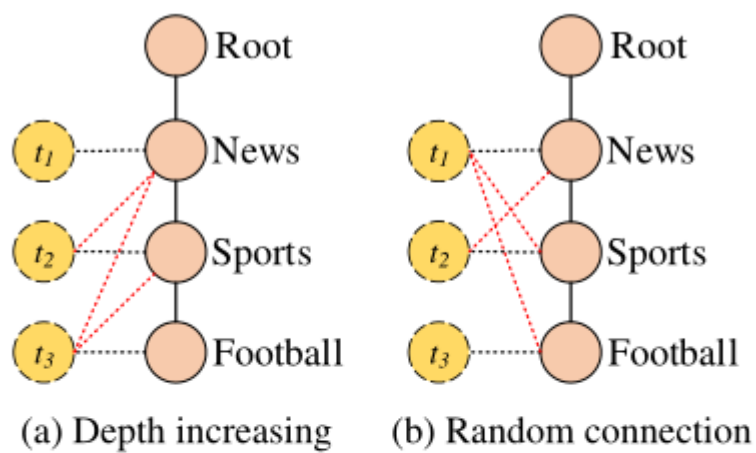 Root
t1 News
t2 Sports
t3 Football
(a) Depth increasing
Root
t1 News
t2 Sports
t3 Football
(b) Random connection